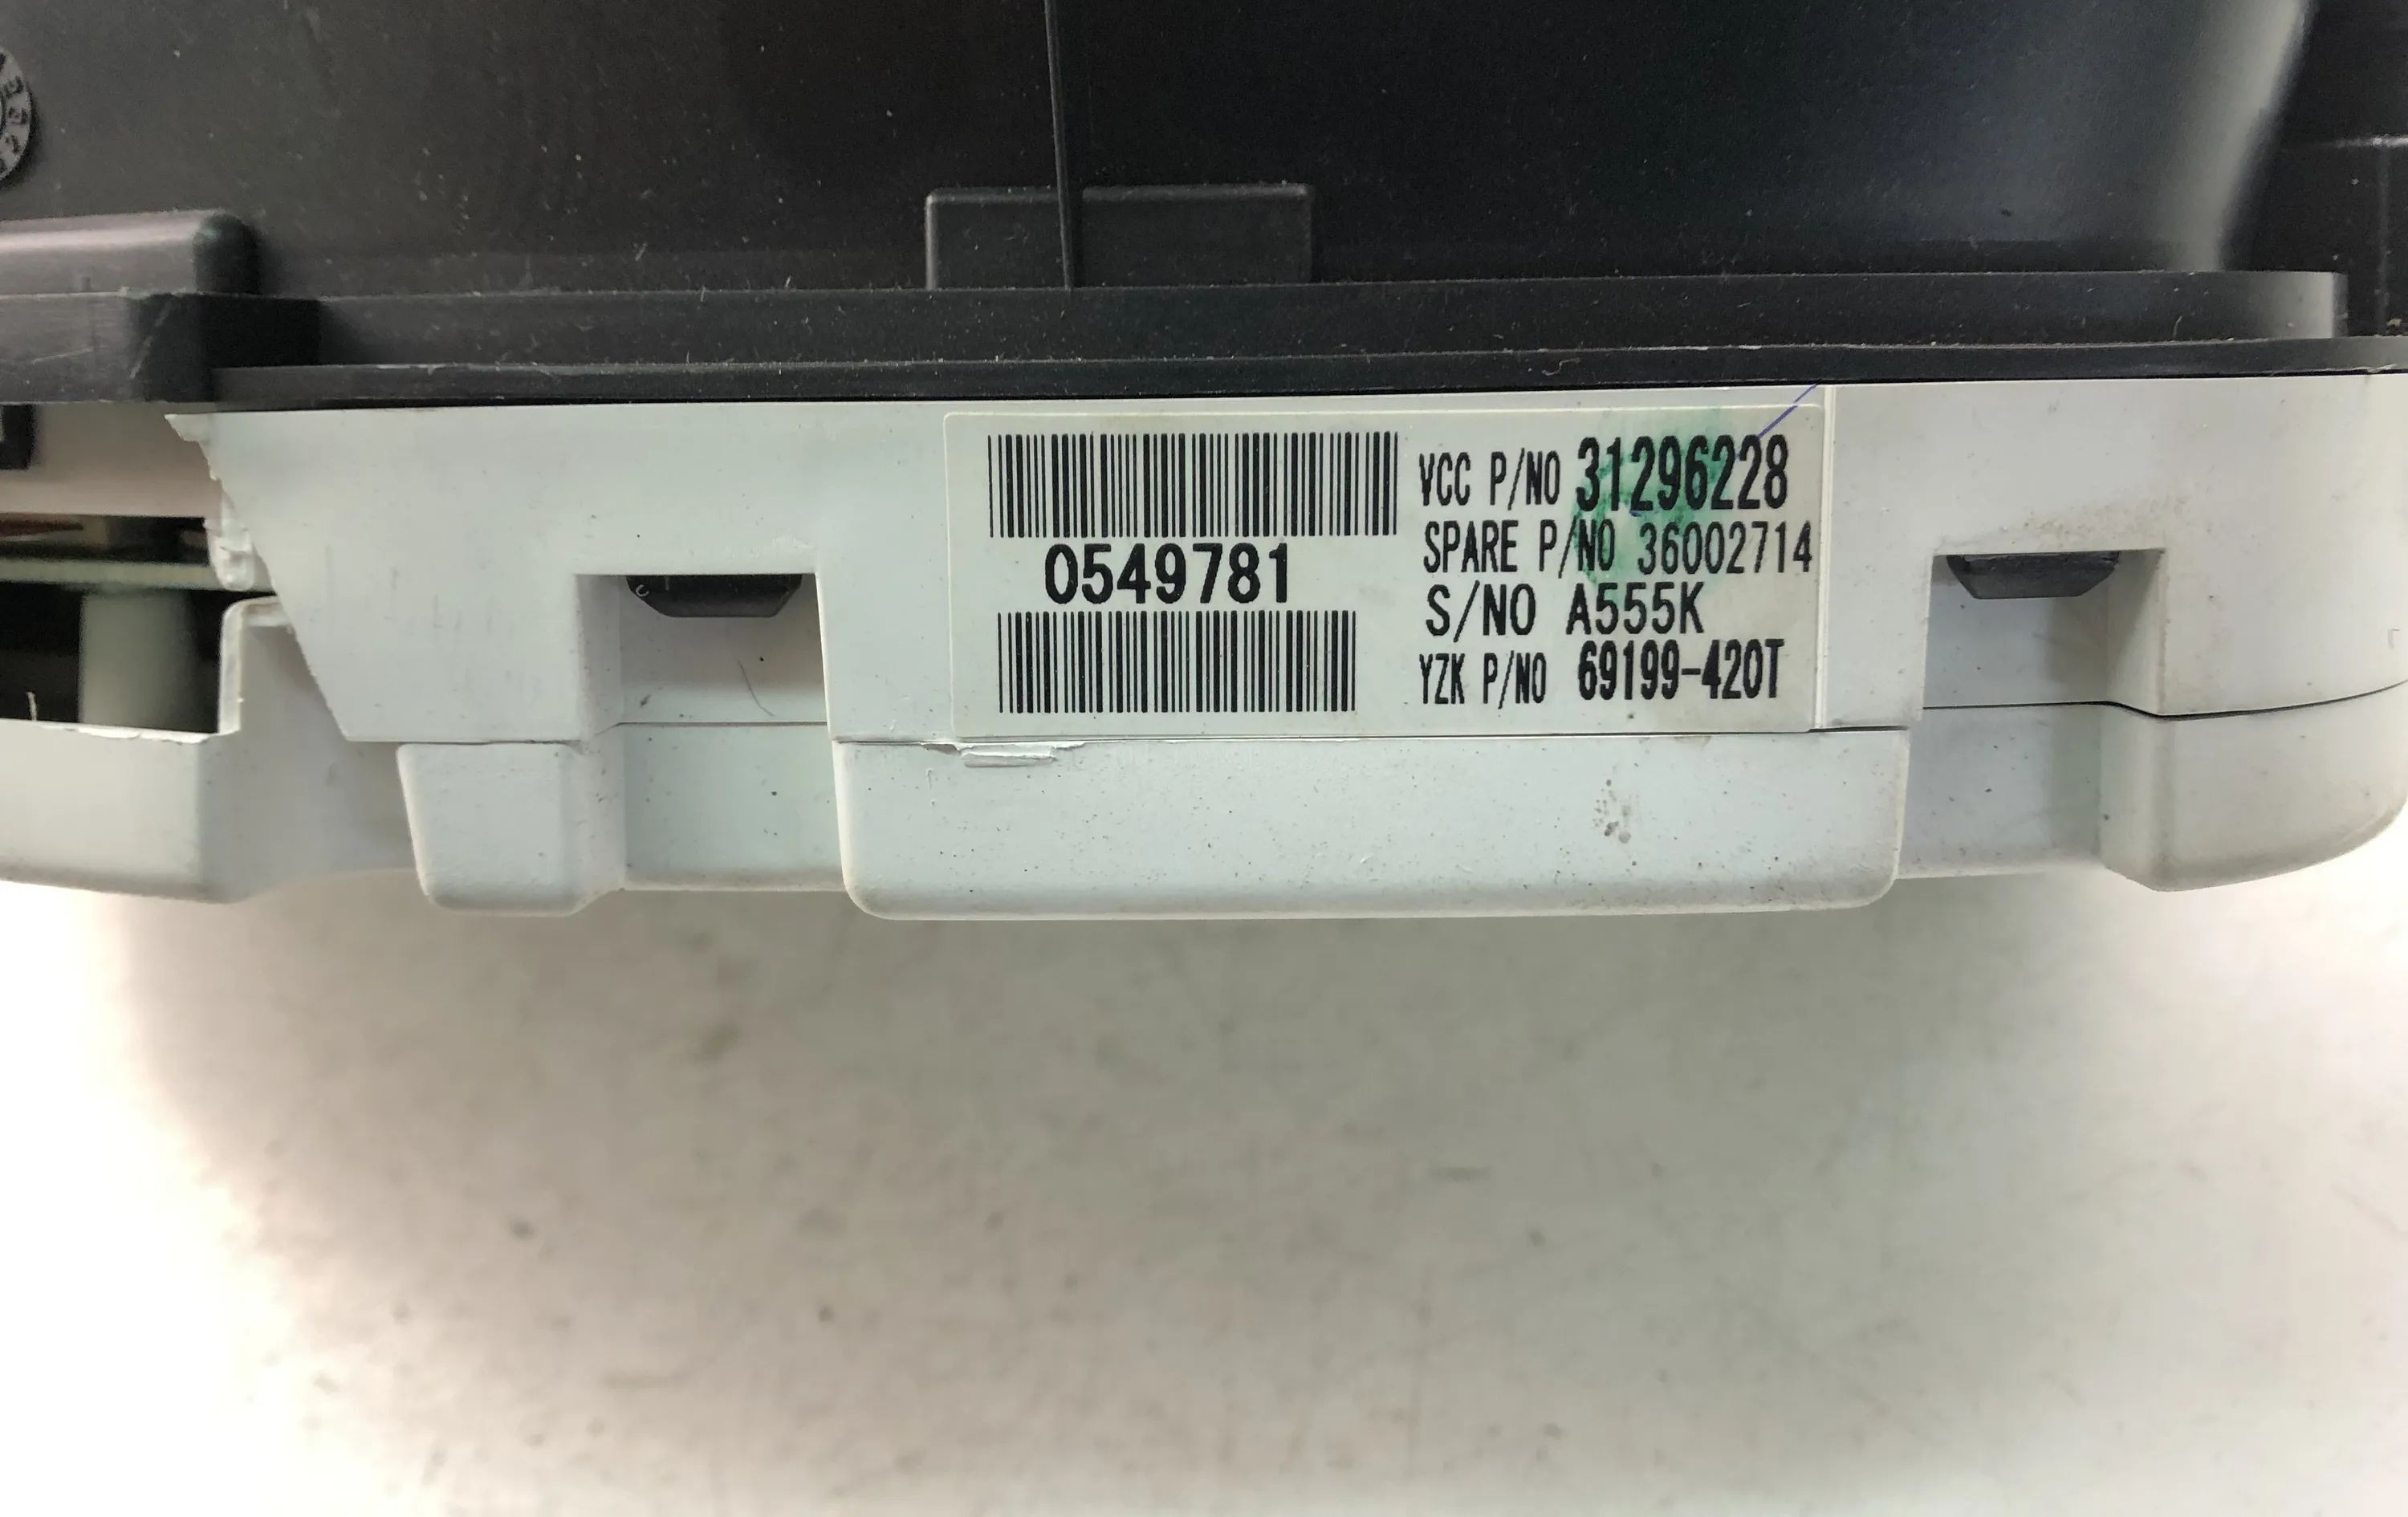 0549781
VCC P/NO 31296228
SPARE P/NO 36002714
S/NO A555K
YZK P/NO 69199-420T